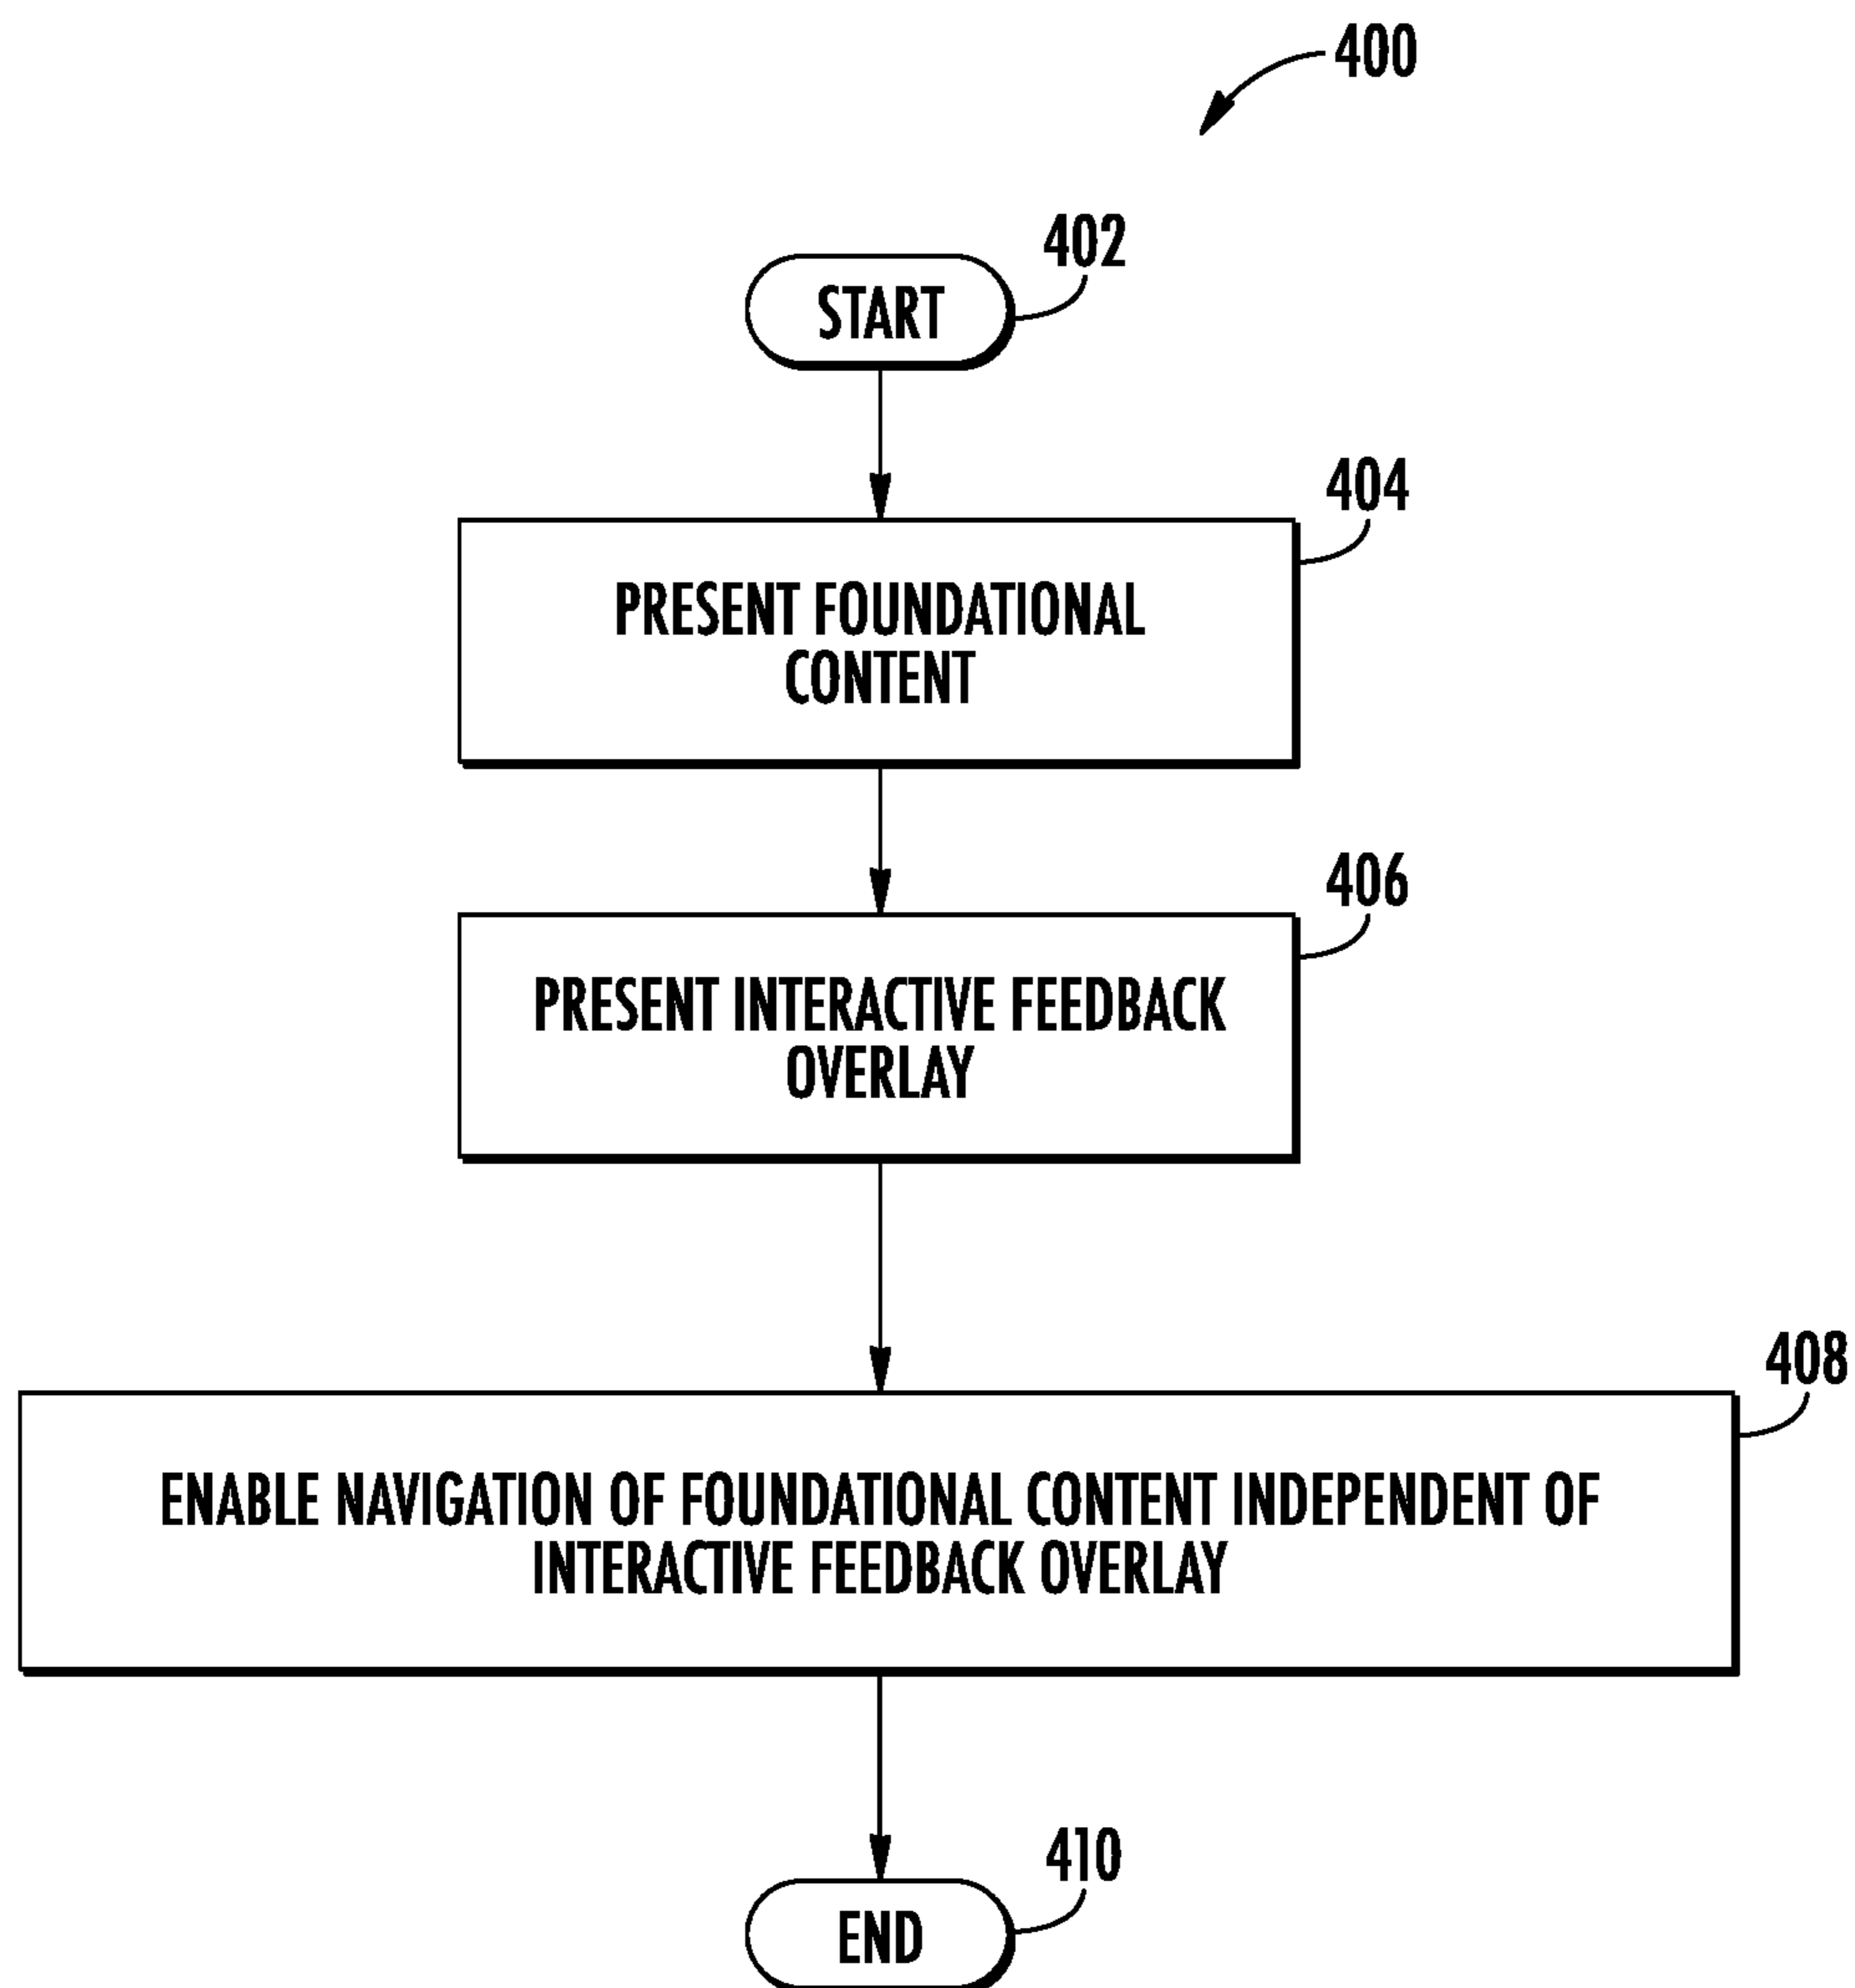 400
402
START
404
PRESENT FOUNDATIONAL
CONTENT
406
PRESENT INTERACTIVE FEEDBACK
OVERLAY
408
ENABLE NAVIGATION OF FOUNDATIONAL CONTENT INDEPENDENT OF
INTERACTIVE FEEDBACK OVERLAY
410
END